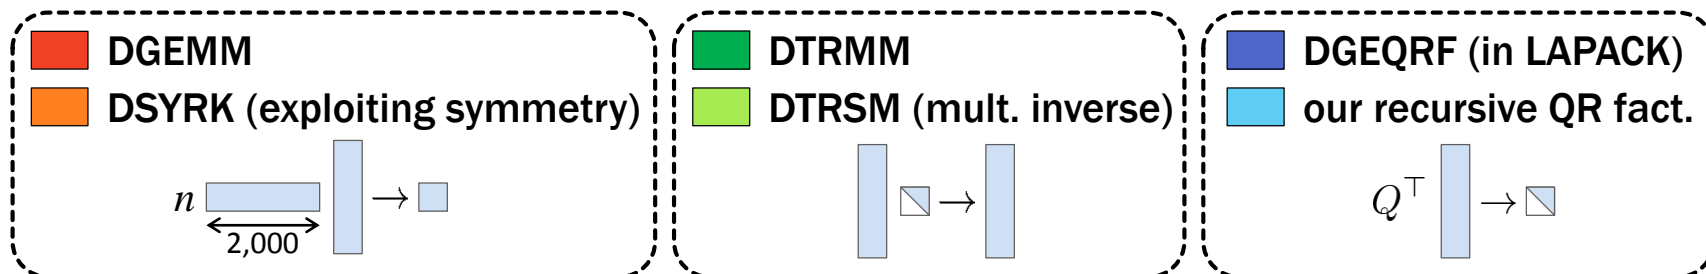 DGEMM
DSYRK (exploiting symmetry)
n →
2,000
DTRMM
DTRSM (mult. inverse)
→
DGEQRF (in LAPACK)
our recursive QR fact.
Q⊤ →